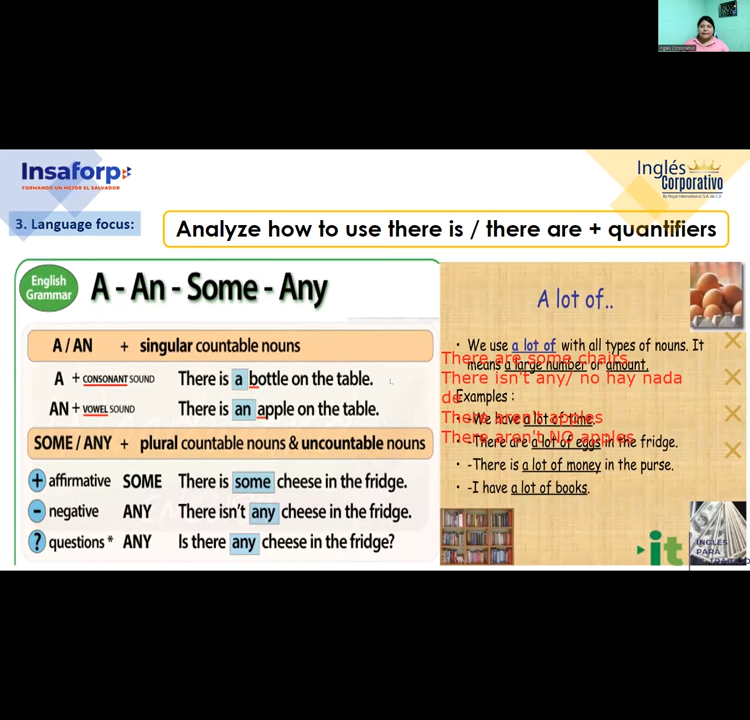 Inglés Corporativo
Insaforp
FORMANDO UN MEJOR EL SALVADOR
Inglés
Corporativo
3. Language focus:
Analyze how to use there is / there are + quantifiers
English
Grammar
A - An - Some - Any
A / AN + singular countable nouns
A + CONSONANT SOUND There is a bottle on the table.
AN + VOWEL SOUND There is an apple on the table.
SOME / ANY + plural countable nouns & uncountable nouns
+ affirmative SOME There is some cheese in the fridge.
- negative ANY There isn't any cheese in the fridge.
? questions * ANY Is there any cheese in the fridge?
A lot of..
• We use a lot of with all types of nouns. It
means a large number or amount.
Examples :
• -We have a lot of time.
• -There are a lot of eggs in the fridge.
• -There is a lot of money in the purse.
• -I have a lot of books.
There are some chairs
There isn't any/ no hay nada
de
There aren't apples
There aren't NO apples
it
INGLÉS
PARA